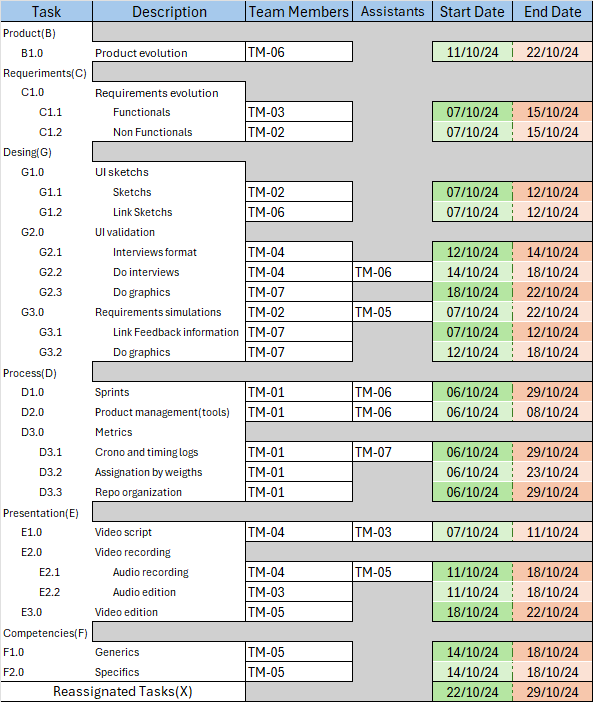 Task Description Team Members Assistants Start Date End Date
Product(B)
B1.0 Product evolution TM-06 11/10/24 22/10/24
Requeriments(C)
C1.0 Requirements evolution
C1.1 Functionals TM-03 07/10/24 15/10/24
C1.2 Non Functionals TM-02 07/10/24 15/10/24
Desing(G)
G1.0 UI sketchs
G1.1 Sketchs TM-02 07/10/24 12/10/24
G1.2 Link Sketchs TM-06 07/10/24 12/10/24
G2.0 UI validation
G2.1 Interviews format TM-04 12/10/24 14/10/24
G2.2 Do interviews TM-04 TM-06 14/10/24 18/10/24
G2.3 Do graphics TM-07 18/10/24 22/10/24
G3.0 Requirements simulations TM-02 TM-05 07/10/24 22/10/24
G3.1 Link Feedback information TM-07 07/10/24 12/10/24
G3.2 Do graphics TM-07 12/10/24 18/10/24
Process(D)
D1.0 Sprints TM-01 TM-06 06/10/24 29/10/24
D2.0 Product management(tools) TM-01 TM-06 06/10/24 08/10/24
D3.0 Metrics
D3.1 Crono and timing logs TM-01 TM-07 06/10/24 29/10/24
D3.2 Assignation by weigths TM-01 06/10/24 23/10/24
D3.3 Repo organization TM-01 06/10/24 29/10/24
Presentation(E)
E1.0 Video script TM-04 TM-03 07/10/24 11/10/24
E2.0 Video recording
E2.1 Audio recording TM-04 TM-05 11/10/24 18/10/24
E2.2 Audio edition TM-03 11/10/24 18/10/24
E3.0 Video edition TM-05 18/10/24 22/10/24
Competencies(F)
F1.0 Generics TM-05 14/10/24 18/10/24
F2.0 Specifics TM-05 14/10/24 18/10/24
Reassignated Tasks(X) 22/10/24 29/10/24